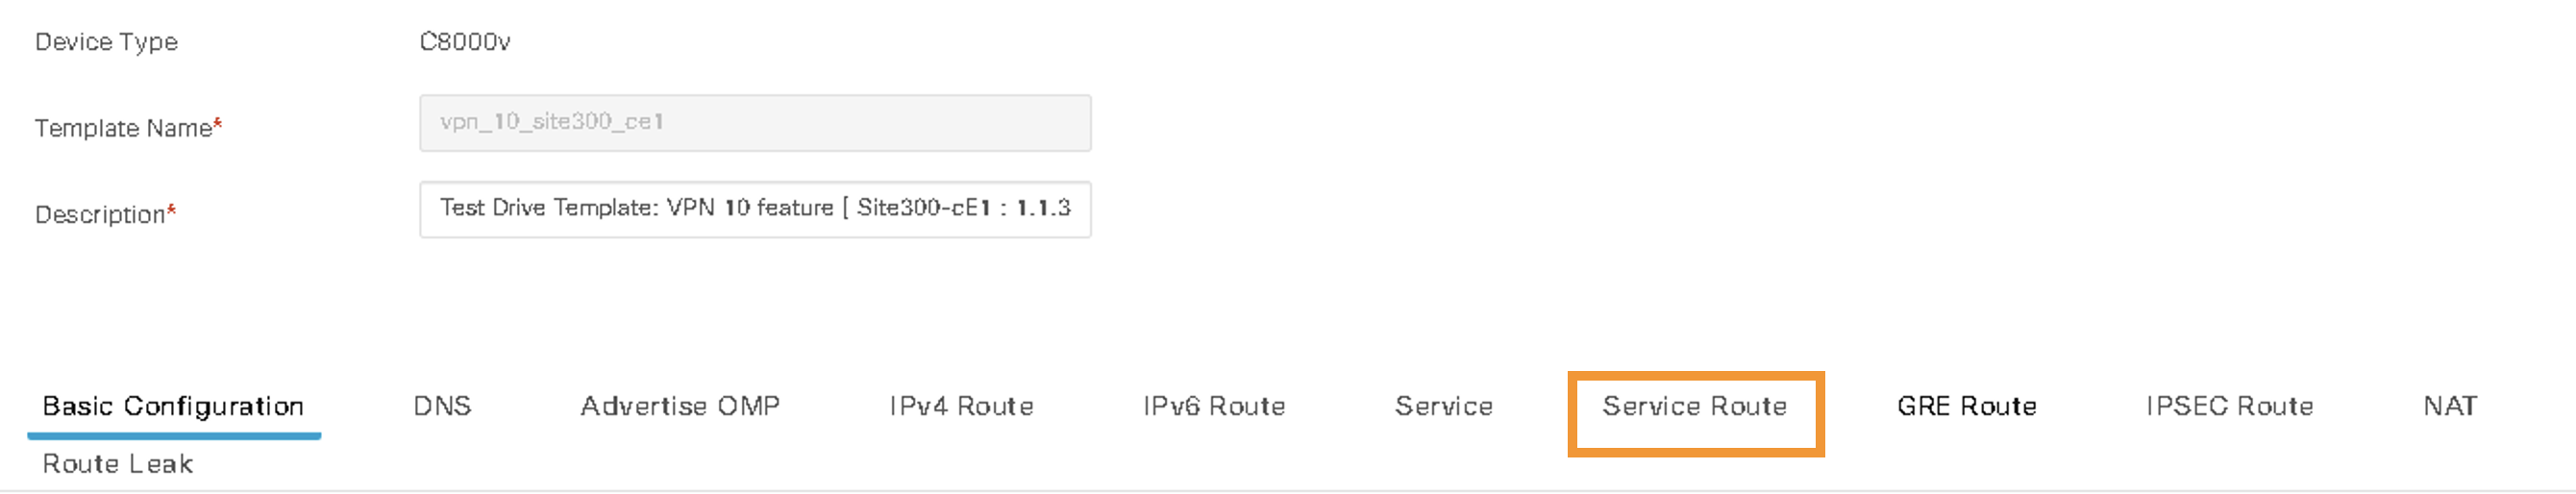 Device Type C8000v
Template Name* vpn_10_site300_ce1
Description* Test Drive Template: VPN 10 feature [ Site300-cE1 : 1.1.3
Basic Configuration DNS Advertise OMP IPv4 Route IPv6 Route Service Service Route GRE Route IPSEC Route NAT
Route Leak